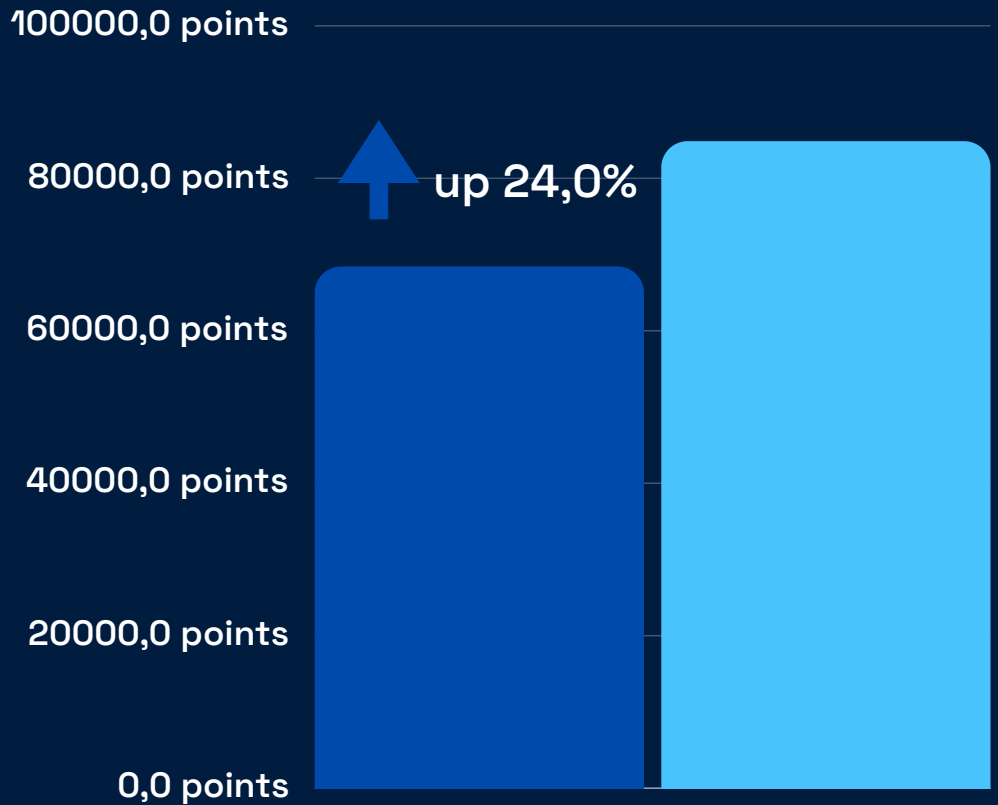 100000,0 points
80000,0 points
up 24,0%
60000,0 points
40000,0 points
20000,0 points
0,0 points